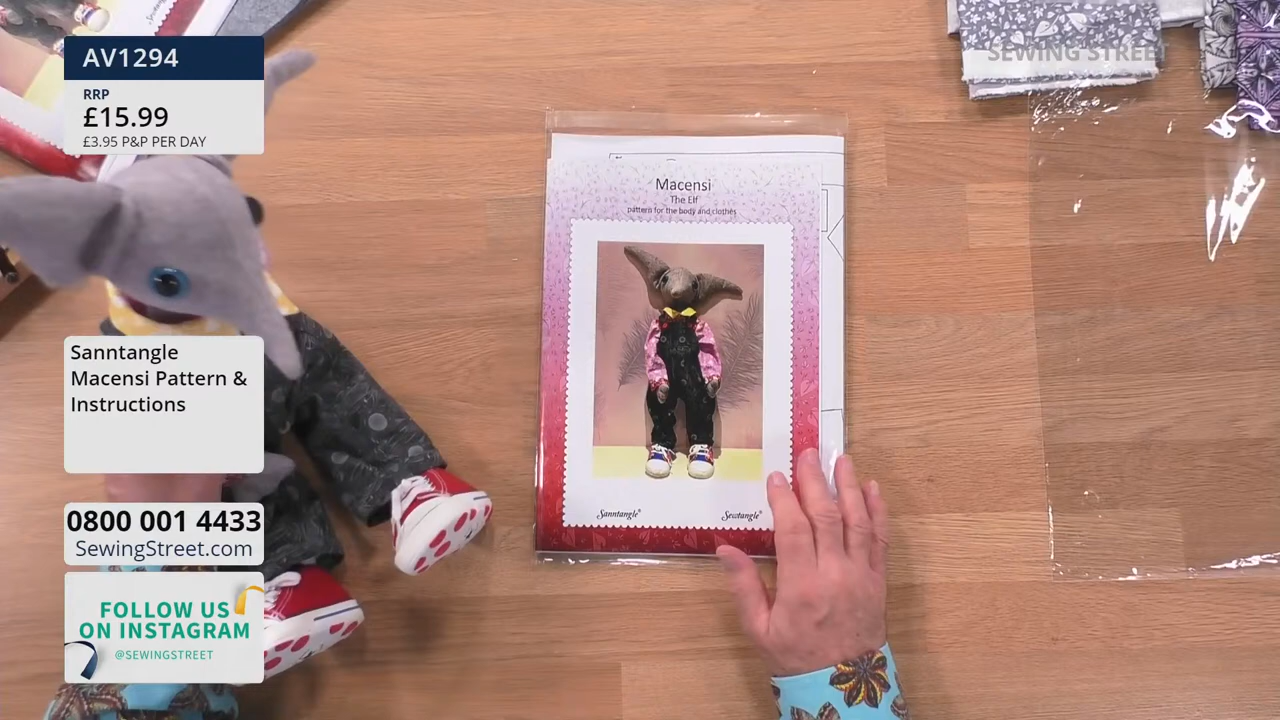 AV1294
RRP
£15.99
£3.95 P&P PER DAY
Sanntangle
Macensi Pattern &
Instructions
0800 001 4433
SewingStreet.com
FOLLOW US
ON INSTAGRAM
@SEWINGSTREET
SEWING STREET
Macensi
The Elf
pattern for the body and clothes
Sanntangle®
Sewtangle®